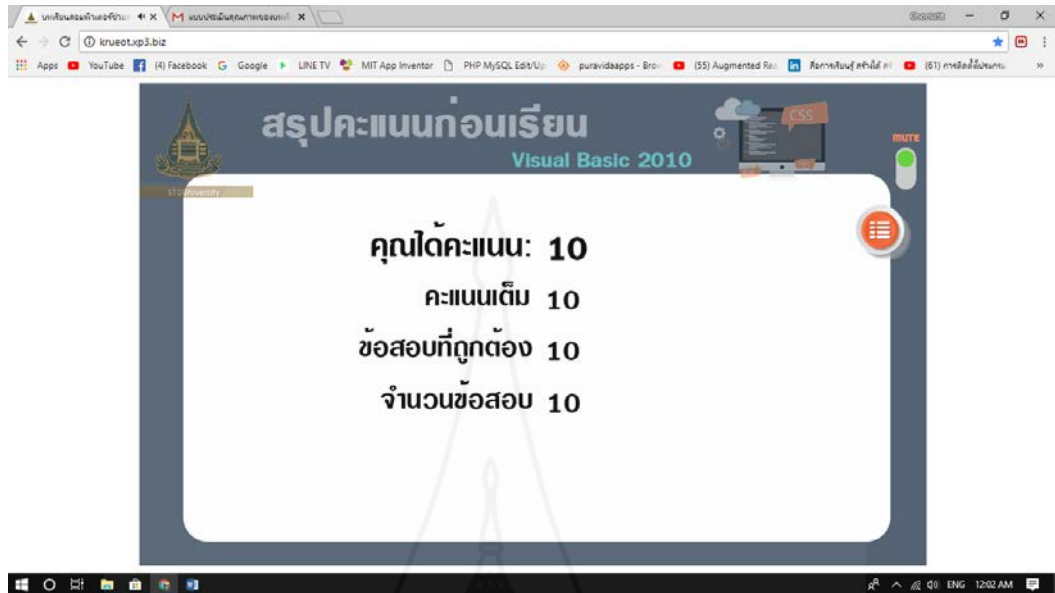 krueot.xp3.biz
Apps YouTube (4) Facebook Google LINE TV MIT App Inventor PHP MySQL Edit/Up puravidaapps - Bro (55) Augmented Rea (61)
สรุปคะแนนก่อนเรียน
Visual Basic 2010
CSS
MUTE
STOUniversity
คุณได้คะแนน: 10
คะแนนเต็ม 10
ข้อสอบที่ถูกต้อง 10
จำนวนข้อสอบ 10
ENG 12:02 AM